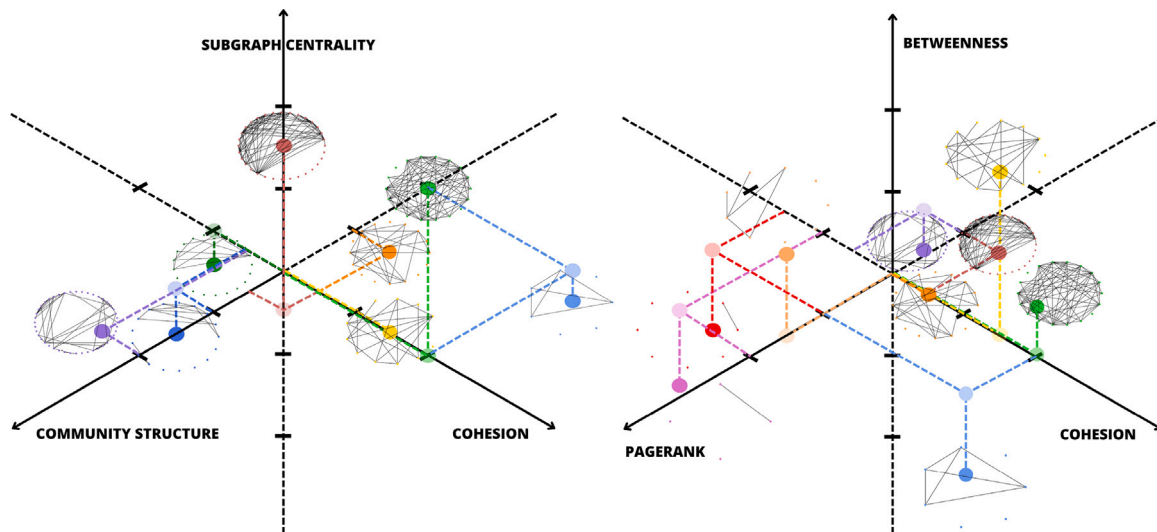 SUBGRAPH CENTRALITY
BETWEENNESS
COMMUNITY STRUCTURE
COHESION
PAGERANK
COHESION